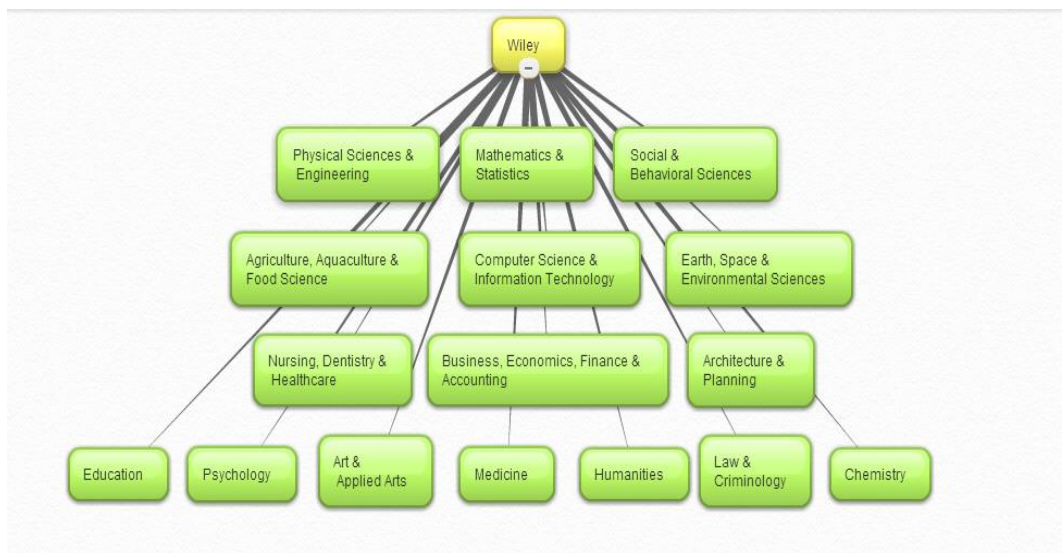 Wiley
Physical Sciences &
Engineering
Mathematics &
Statistics
Social &
Behavioral Sciences
Agriculture, Aquaculture &
Food Science
Computer Science &
Information Technology
Earth, Space &
Environmental Sciences
Nursing, Dentistry &
Healthcare
Business, Economics, Finance &
Accounting
Architecture &
Planning
Education
Psychology
Art &
Applied Arts
Medicine
Humanities
Law &
Criminology
Chemistry